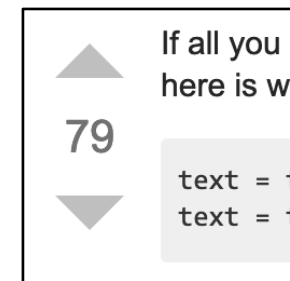 If all you
here is
79
text =
text =